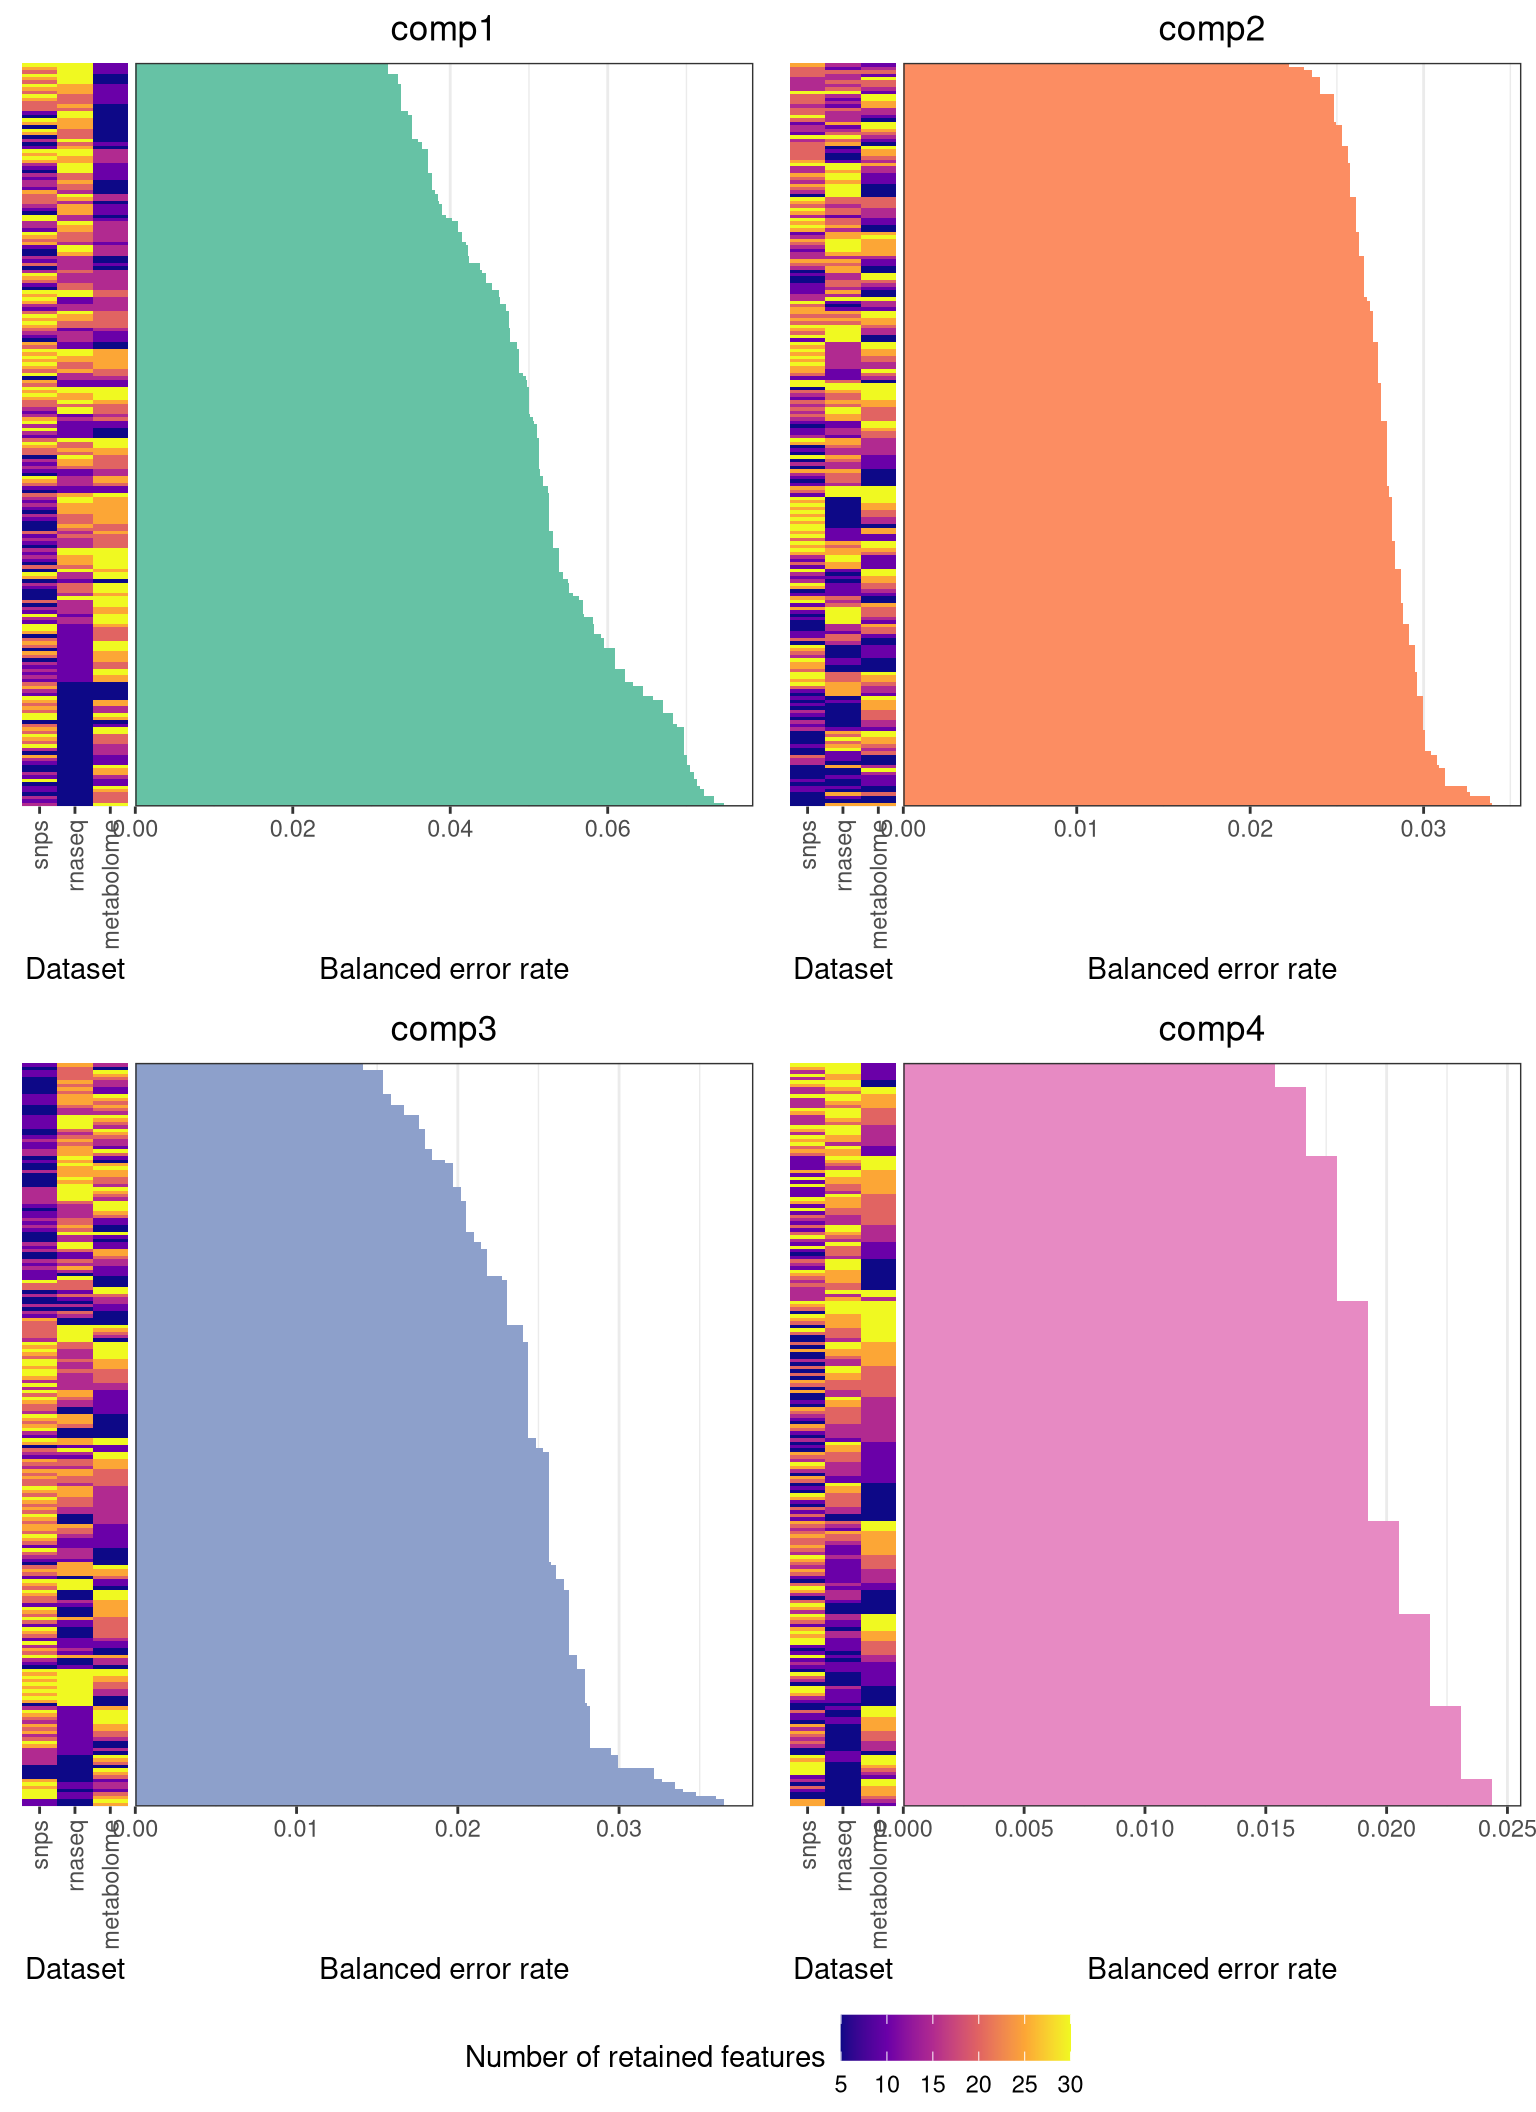 comp1
comp2
0.00 0.02 0.04 0.06
snps rnaseq metabolome
Dataset
Balanced error rate
0.00 0.01 0.02 0.03
snps rnaseq metabolome
Dataset
Balanced error rate
comp3
comp4
0.00 0.01 0.02 0.03
snps rnaseq metabolome
Dataset
Balanced error rate
0.000 0.005 0.010 0.015 0.020 0.025
snps rnaseq metabolome
Dataset
Balanced error rate
Number of retained features
5 10 15 20 25 30